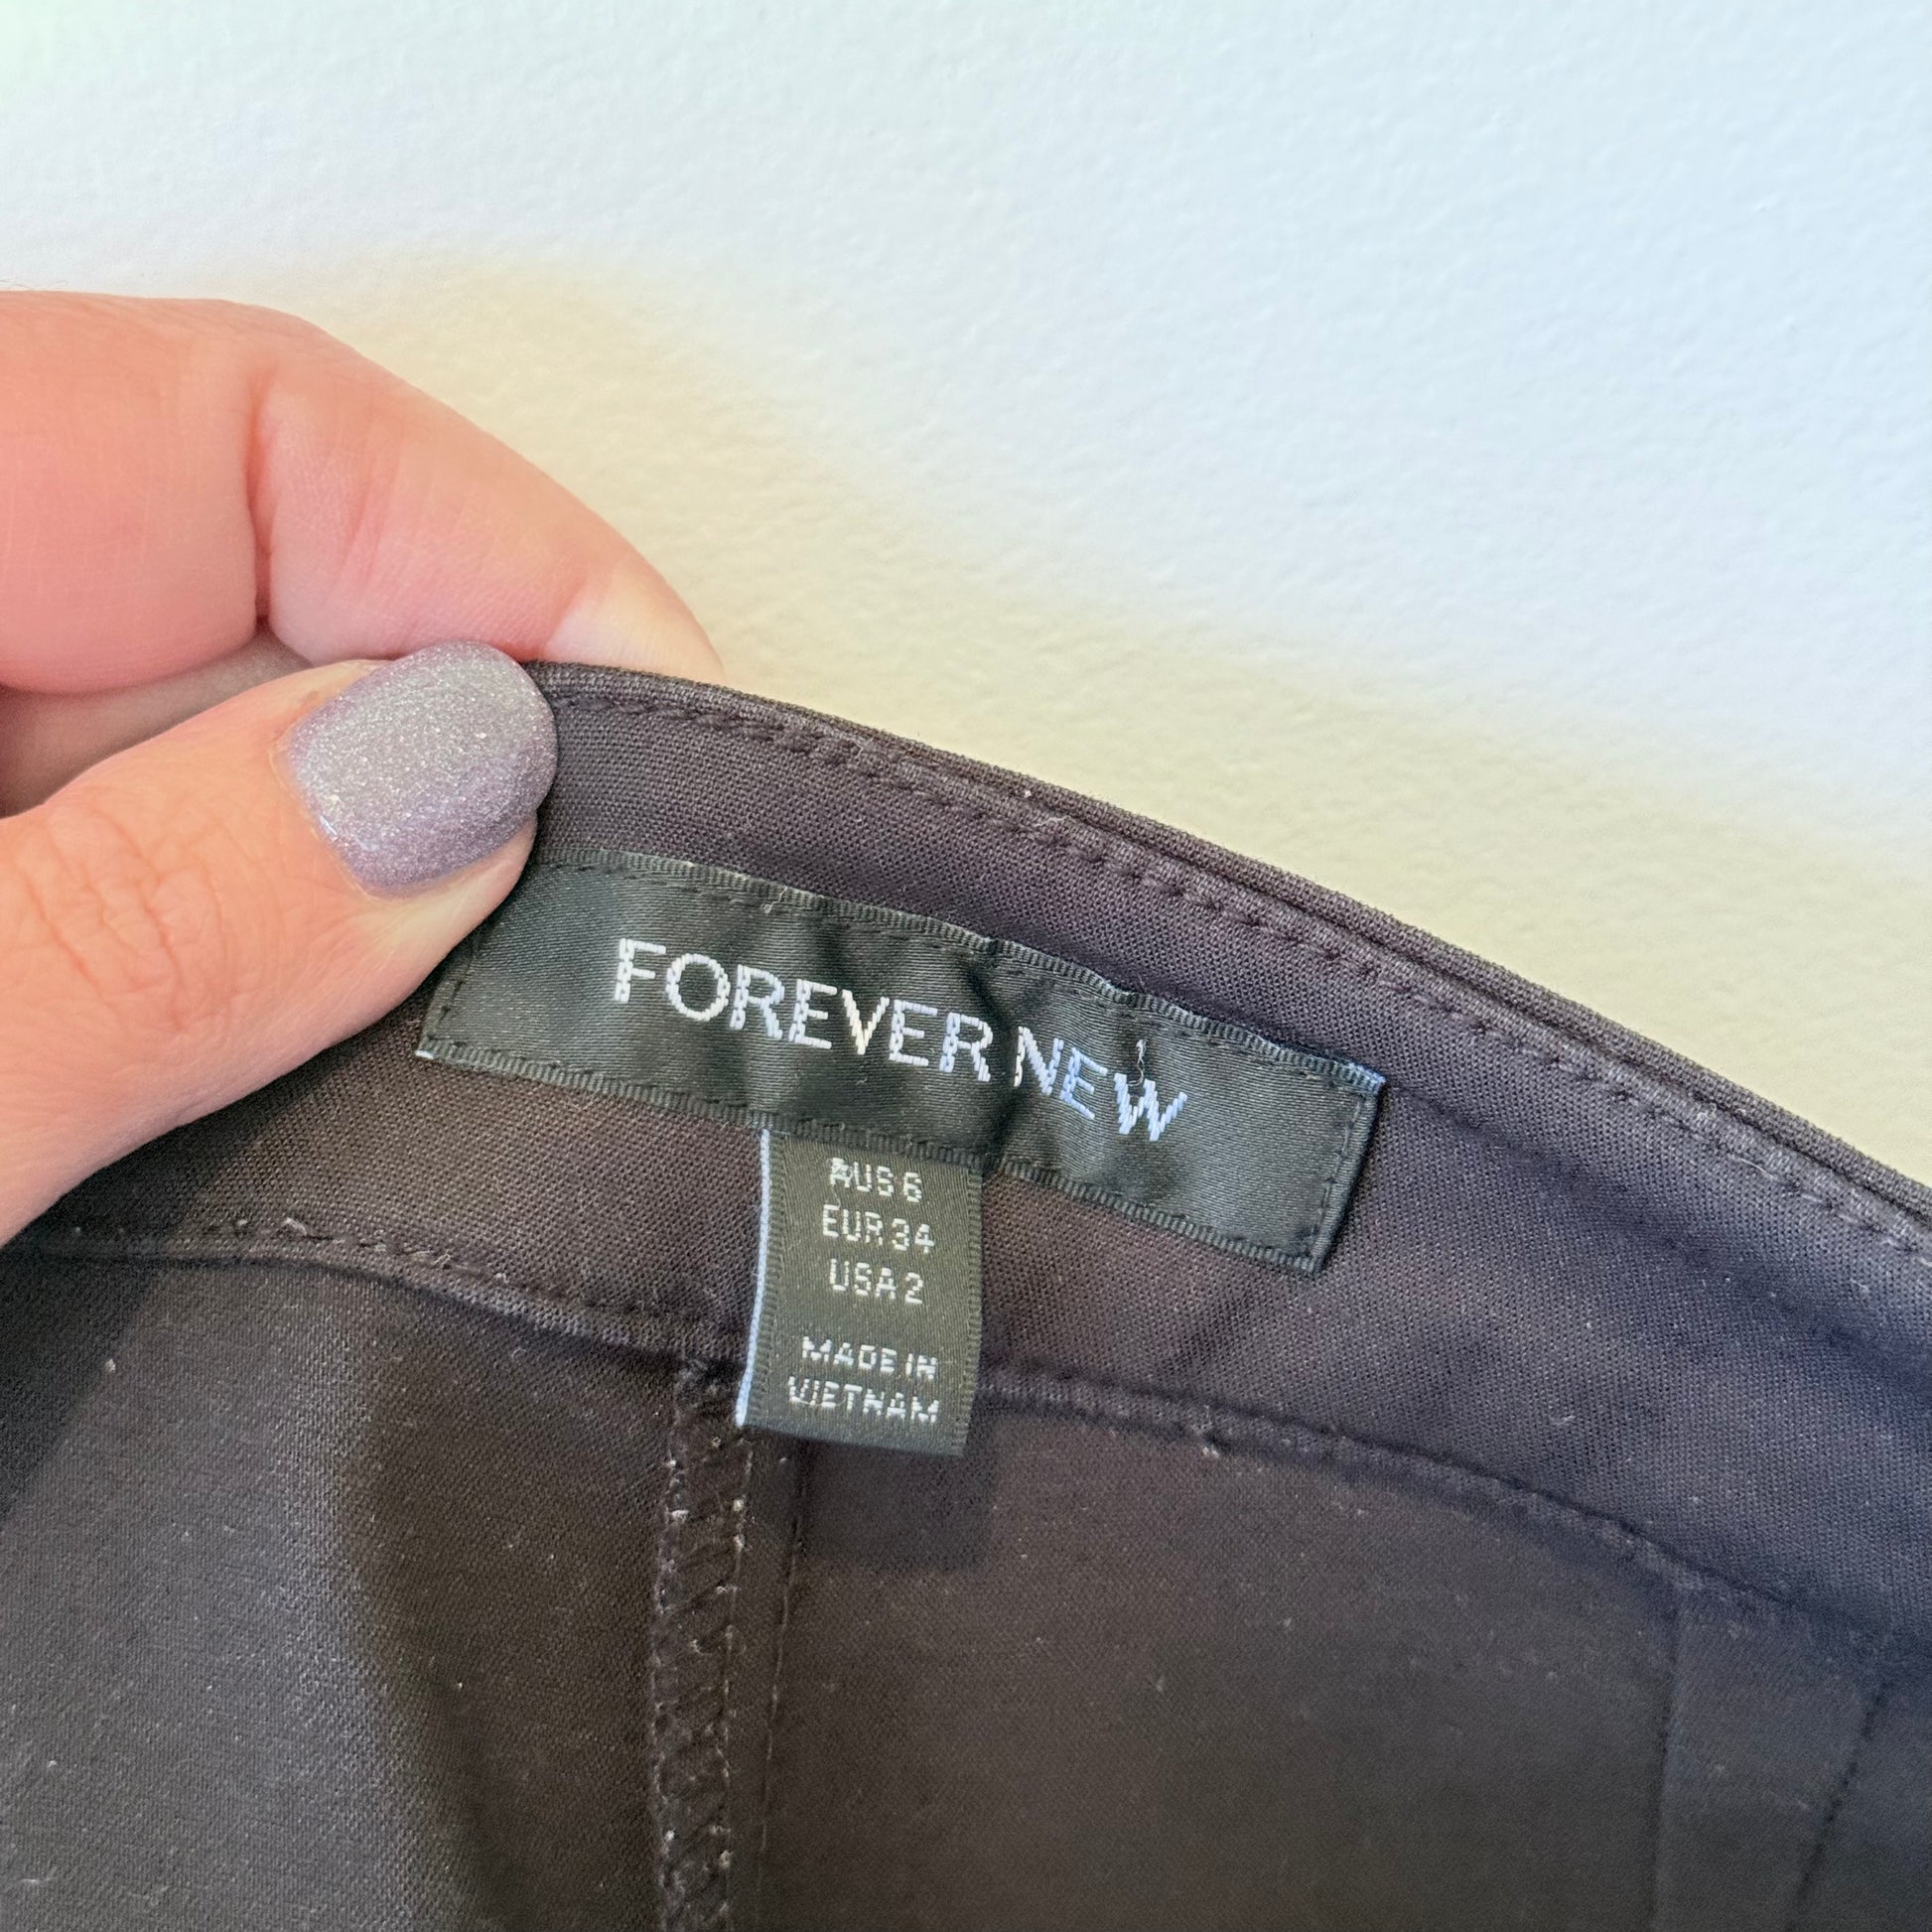 FOREVER NEW
AUS 6
EUR 34
USA 2
MADE IN
VIETNAM